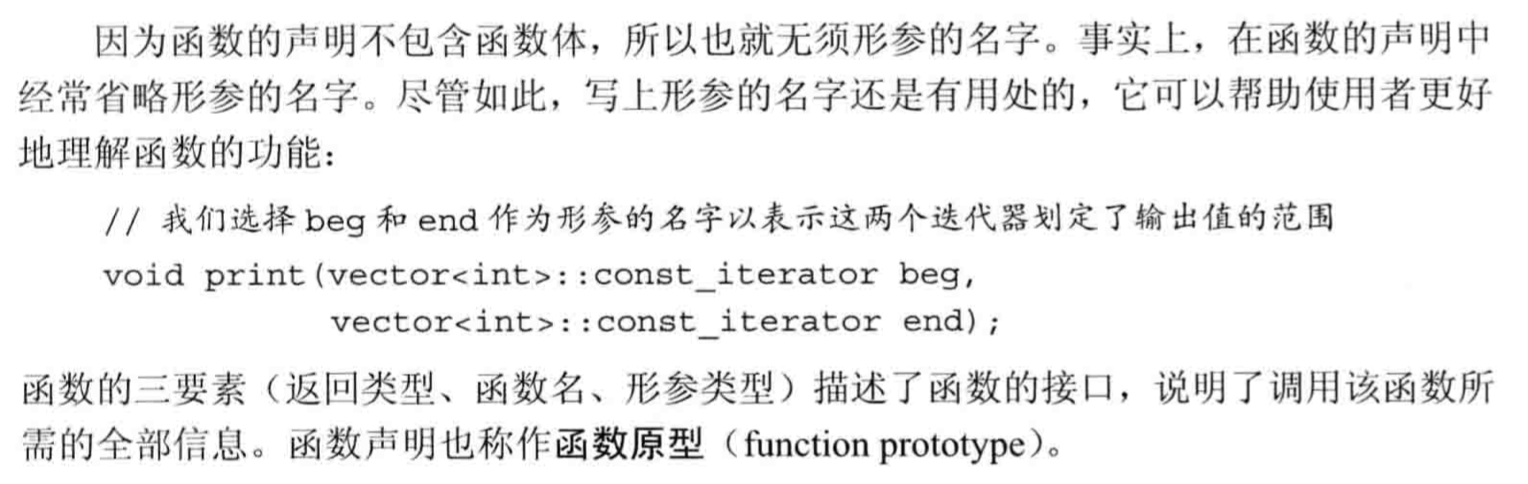 因为函数的声明不包含函数体，所以也就无须形参的名字。事实上，在函数的声明中
经常省略形参的名字。尽管如此，写上形参的名字还是有用处的，它可以帮助使用者更好
地理解函数的功能：
// 我们选择 beg 和 end 作为形参的名字以表示这两个迭代器划定了输出值的范围
void print(vector<int>::const_iterator beg,
vector<int>::const_iterator end);
函数的三要素（返回类型、函数名、形参类型）描述了函数的接口，说明了调用该函数所
需的全部信息。函数声明也称作函数原型（function prototype）。